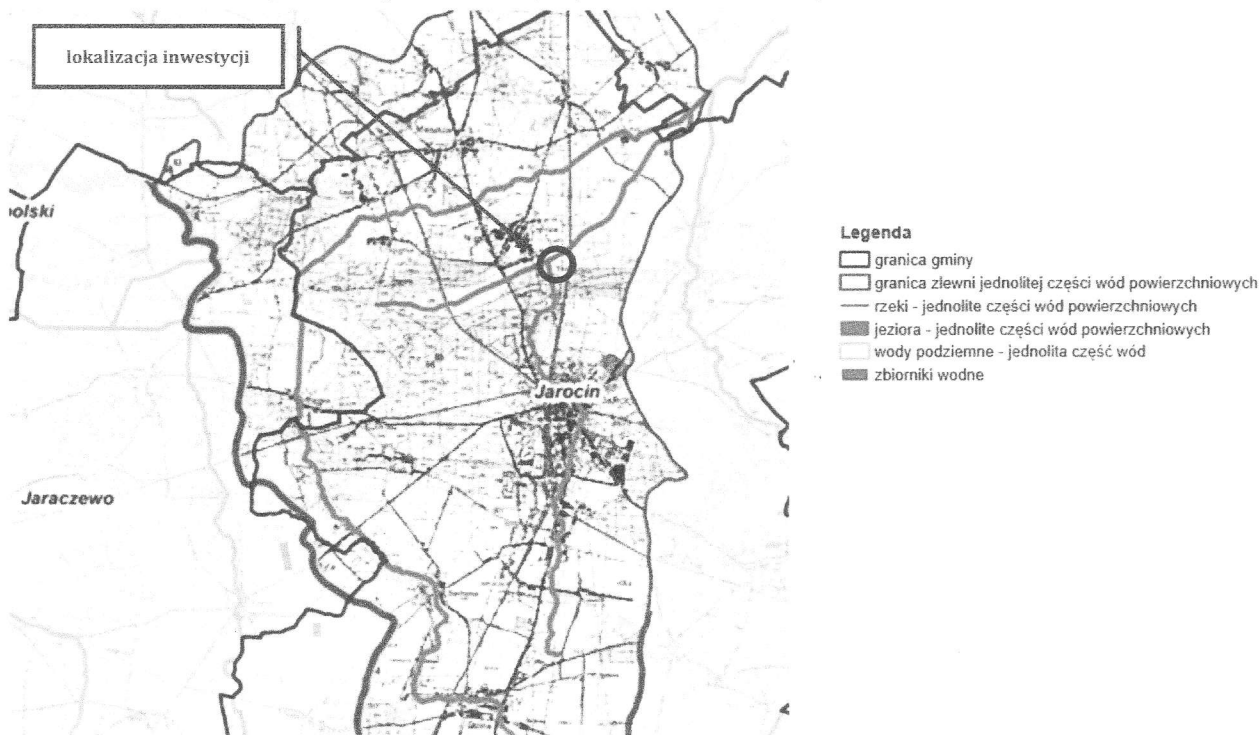 lokalizacja inwestycji
polski
Jarocin
Jaraczewo
Legenda
granica gminy
granica zlewni jednolitej części wód powierzchniowych
rzeki - jednolite części wód powierzchniowych
jeziora - jednolite części wód powierzchniowych
wody podziemne - jednolita część wód
zbiorniki wodne